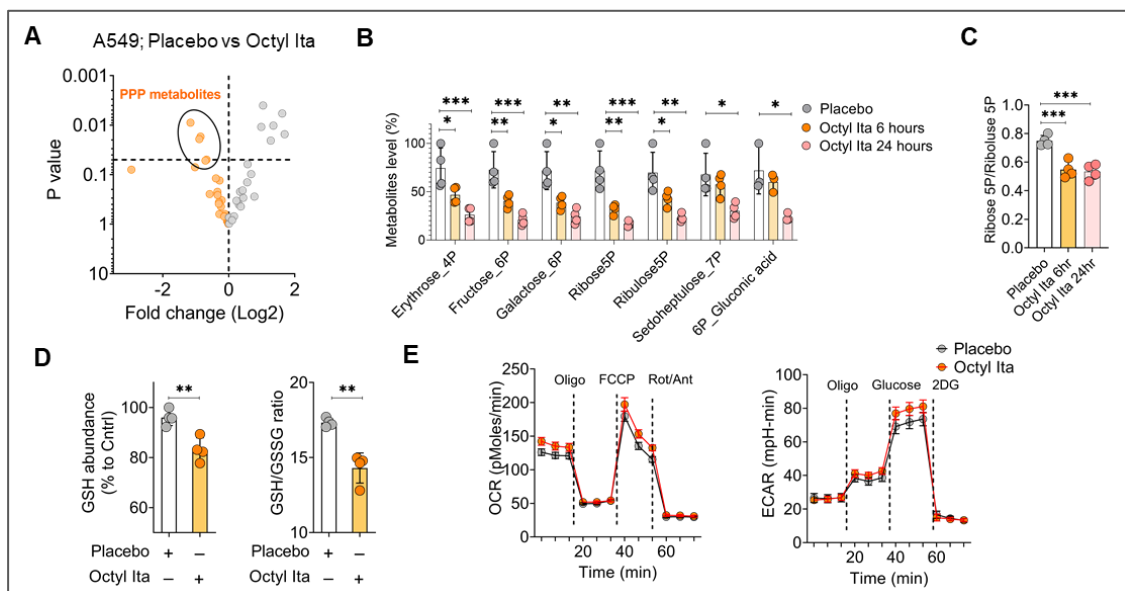 A
A549; Placebo vs Octyl Ita
PPP metabolites
0.001
0.01
0.1
1
10
P value
-4
-2
0
2
Fold change (Log2)
B
Placebo
Octyl Ita 6 hours
Octyl Ita 24 hours
*** *** ** *** ** * *
* ** * ** *
100
50
0
Metabolites level (%)
Erythrose_4P
Fructose_6P
Galactose_6P
Ribose5P
Ribulose5P
Sedoheptulose_7P
6P_Gluconic acid
C
***
***
1.0
0.8
0.6
0.4
0.2
0.0
Ribose 5P/Riboluse 5P
Placebo
Octyl Ita 6hr
Octyl Ita 24hr
D
**
100
80
60
GSH abundance
(% to Cntrl)
Placebo + –
Octyl Ita – +
**
20
15
10
GSH/GSSG ratio
Placebo + –
Octyl Ita – +
E
Placebo
Octyl Ita
Oligo FCCP Rot/Ant
250
200
150
100
50
0
OCR (pMoles/min)
20 40 60
Time (min)
Oligo Glucose 2DG
100
80
60
40
20
0
ECAR (mpH-min)
20 40 60
Time (min)